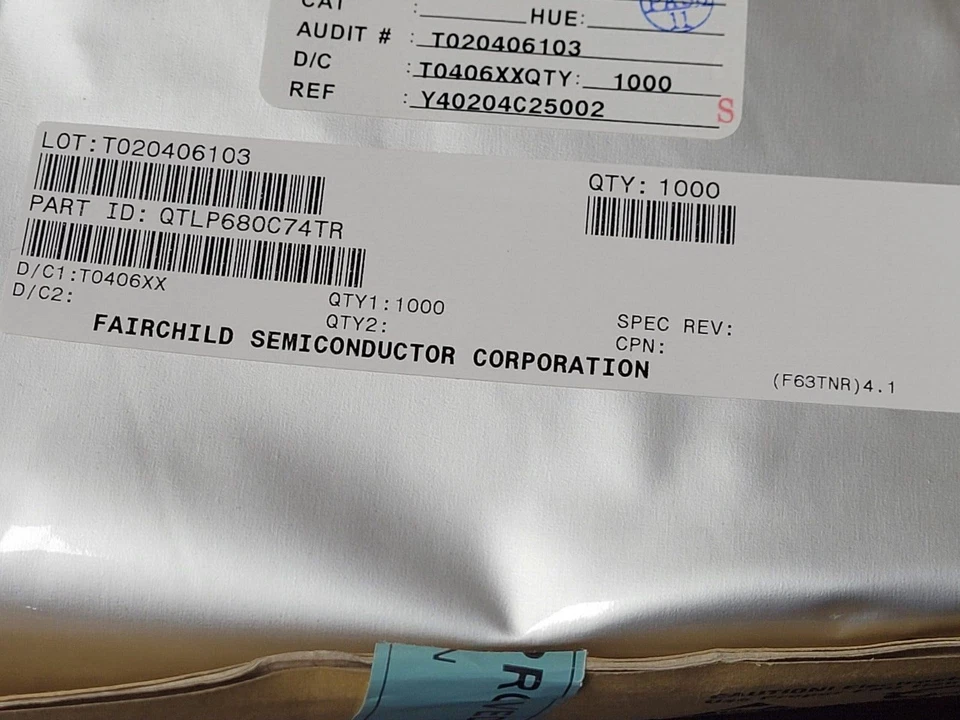 CAT : HUE:
11
AUDIT # : T020406103
D/C : T0406XXQTY: 1000
REF : Y40204C25002
S
LOT:T020406103
QTY: 1000
PART ID: QTLP680C74TR
D/C1:T0406XX
QTY1:1000
D/C2:
QTY2:
SPEC REV:
CPN:
FAIRCHILD SEMICONDUCTOR CORPORATION
(F63TNR)4.1